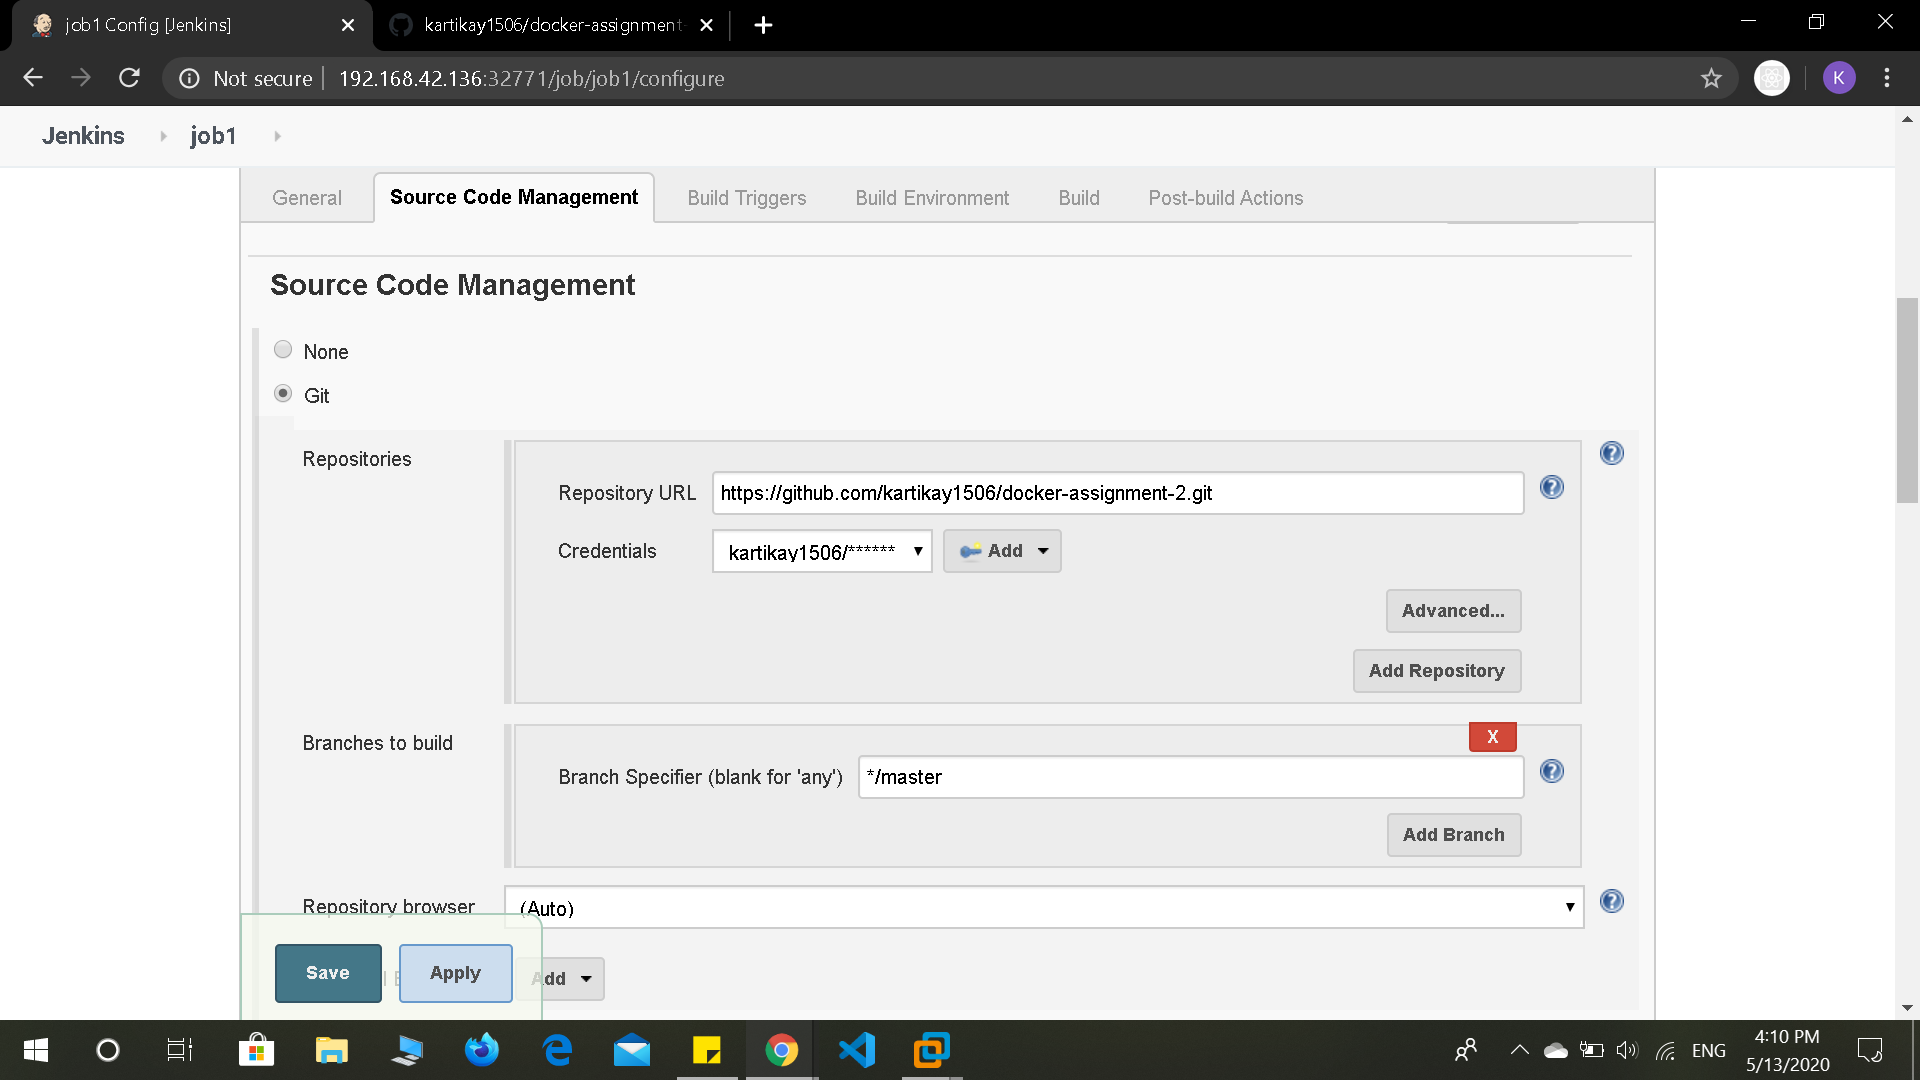 job1 Config [Jenkins]
kartikay1506/docker-assignment-
Not secure
192.168.42.136:32771/job/job1/configure
K
Jenkins
job1
General
Source Code Management
Build Triggers
Build Environment
Build
Post-build Actions
Source Code Management
None
Git
Repositories
Repository URL
https://github.com/kartikay1506/docker-assignment-2.git
Credentials
kartikay1506/******
Add
Advanced...
Add Repository
Branches to build
X
Branch Specifier (blank for 'any')
*/master
Add Branch
Repository browser
(Auto)
Save
Apply
Add
ENG
4:10 PM
5/13/2020